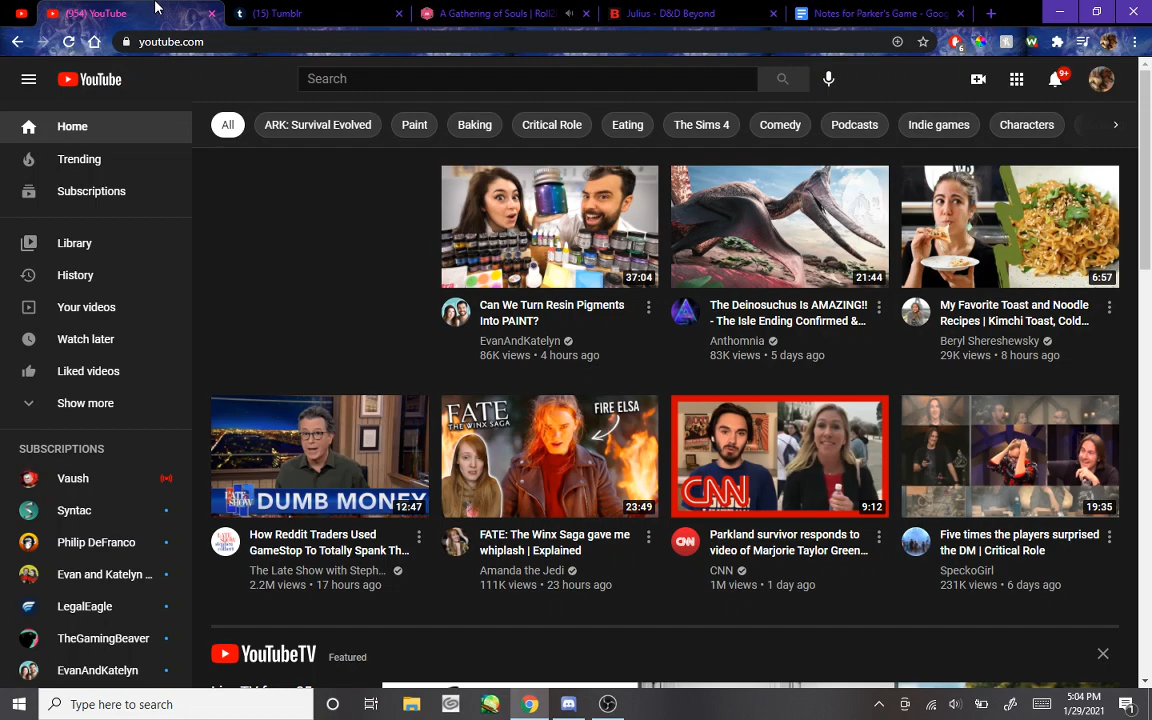 (954) YouTube
(15) Tumblr
A Gathering of Souls | Roll2
Julius - D&D Beyond
Notes for Parker's Game - Goog
youtube.com
6
YouTube
Search
9+
Home
Trending
Subscriptions
Library
History
Your videos
Watch later
Liked videos
Show more
SUBSCRIPTIONS
Vaush
Syntac
Philip DeFranco
Evan and Katelyn ...
LegalEagle
TheGamingBeaver
EvanAndKatelyn
All
ARK: Survival Evolved
Paint
Baking
Critical Role
Eating
The Sims 4
Comedy
Podcasts
Indie games
Characters
37:04
Can We Turn Resin Pigments
Into PAINT?
EvanAndKatelyn
86K views • 4 hours ago
21:44
The Deinosuchus Is AMAZING!!
- The Isle Ending Confirmed &...
Anthomnia
83K views • 5 days ago
6:57
My Favorite Toast and Noodle
Recipes | Kimchi Toast, Cold...
Beryl Shereshewsky
29K views • 8 hours ago
LATE SHOW
DUMB MONEY
12:47
How Reddit Traders Used
GameStop To Totally Spank Th...
The Late Show with Steph...
2.2M views • 17 hours ago
FATE
THE WINX SAGA
FIRE ELSA
23:49
FATE: The Winx Saga gave me
whiplash | Explained
Amanda the Jedi
111K views • 23 hours ago
CNN
9:12
CNN
Parkland survivor responds to
video of Marjorie Taylor Green...
CNN
1M views • 1 day ago
19:35
Five times the players surprised
the DM | Critical Role
SpeckoGirl
231K views • 6 days ago
YouTubeTV
Featured
Type here to search
5:04 PM
1/29/2021
1